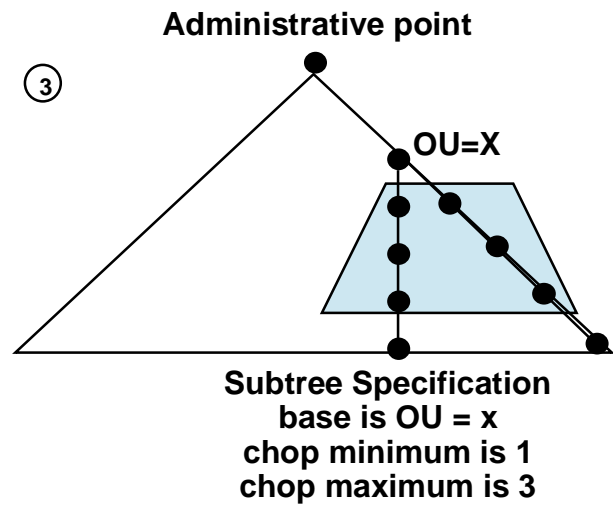 Administrative point
3
OU=X
Subtree Specification
base is OU = x
chop minimum is 1
chop maximum is 3